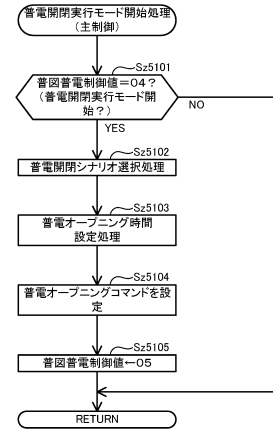 普電開閉実行モード開始処理
（主制御）
Sz5101
普図普電制御値＝04？
（普電開閉実行モード開
始？）
NO
YES
Sz5102
普電開閉シナリオ選択処理
Sz5103
普電オープニング時間
設定処理
Sz5104
普電オープニングコマンドを設
定
Sz5105
普図普電制御値←05
RETURN